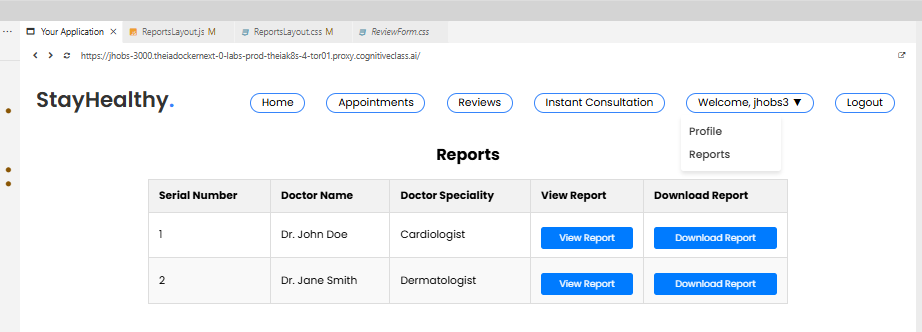 Your Application ReportsLayout.js M ReportsLayout.css M ReviewForm.css
https://jhobs-3000.theiadockernext-0-labs-prod-theiak8s-4-tor01.proxy.cognitiveclass.ai/
StayHealthy. Home Appointments Reviews Instant Consultation Welcome, jhobs3 ▼ Logout
Profile
Reports
Reports
Serial Number Doctor Name Doctor Speciality View Report Download Report
1 Dr. John Doe Cardiologist View Report Download Report
2 Dr. Jane Smith Dermatologist View Report Download Report